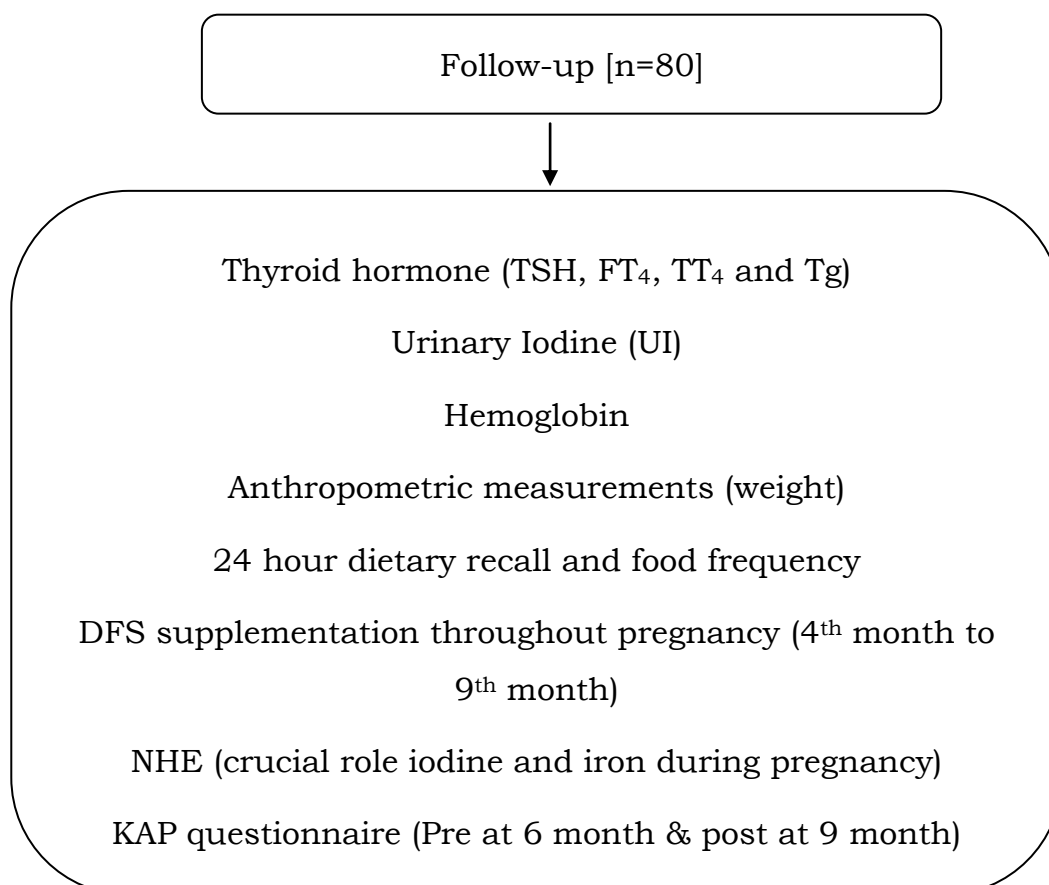 Follow-up [n=80]
Thyroid hormone (TSH, FT₄, TT₄ and Tg)
Urinary Iodine (UI)
Hemoglobin
Anthropometric measurements (weight)
24 hour dietary recall and food frequency
DFS supplementation throughout pregnancy (4ᵗʰ month to
9ᵗʰ month)
NHE (crucial role iodine and iron during pregnancy)
KAP questionnaire (Pre at 6 month & post at 9 month)